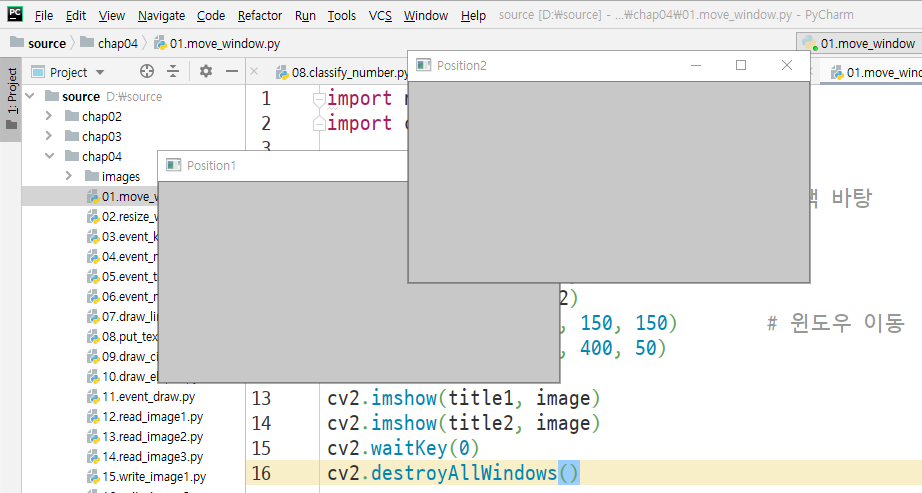 PC File Edit View Navigate Code Refactor Run Tools VCS Window Help source [D:￦source] - ...￦chap04￦01.move_window.py - PyCharm
source chap04 01.move_window.py 01.move_window
1: Project
Project 08.classify_number.py 01.move_wind
source D:￦source
chap02
chap03
chap04
images
01.move_w
02.resize_w
03.event_k
04.event_m
05.event_t
06.event_m
07.draw_li
08.put_tex
09.draw_ci
10.draw_el
11.event_draw.py
12.read_image1.py
13.read_image2.py
14.read_image3.py
15.write_image1.py
Position2
Position1
1 import
2 import c
3
바탕
2)
, 150, 150) # 윈도우 이동
, 400, 50)
13 cv2.imshow(title1, image)
14 cv2.imshow(title2, image)
15 cv2.waitKey(0)
16 cv2.destroyAllWindows()